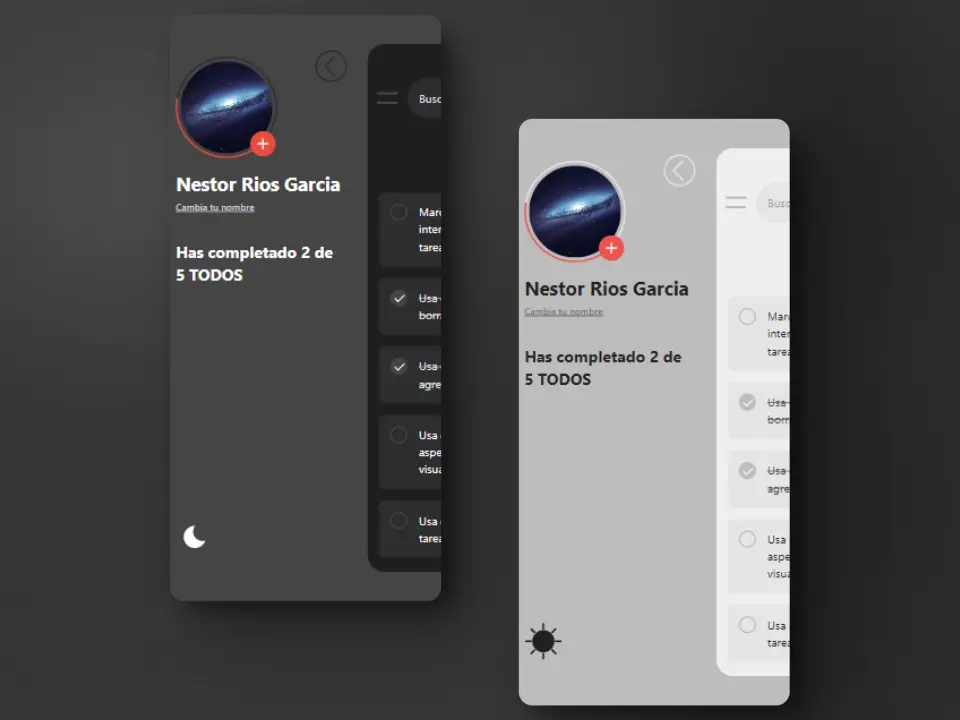 Nestor Rios Garcia
Cambia tu nombre
Has completado 2 de
5 TODOS
Busc
Marc
inter
tarea
Usa
borr
Usa
agre
Usa
aspe
visua
Usa
tarea
Nestor Rios Garcia
Cambia tu nombre
Has completado 2 de
5 TODOS
Busc
Marc
inter
tarea
Usa
borr
Usa
agre
Usa
aspe
visua
Usa
tarea